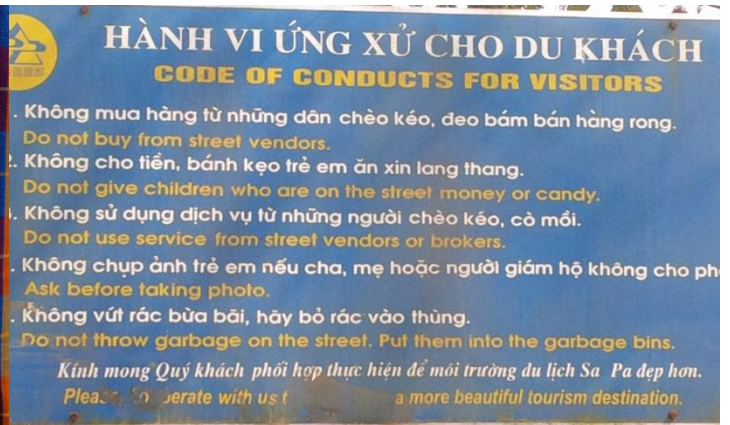 HÀNH VI ỨNG XỬ CHO DU KHÁCH
CODE OF CONDUCTS FOR VISITORS
. Không mua hàng từ những dân chèo kéo, đeo bám bán hàng rong.
Do not buy from street vendors.
2. Không cho tiền, bánh kẹo trẻ em ăn xin lang thang.
Do not give children who are on the street money or candy.
. Không sử dụng dịch vụ từ những người chèo kéo, cò mồi.
Do not use service from street vendors or brokers.
. Không chụp ảnh trẻ em nếu cha, mẹ hoặc người giám hộ không cho
Ask before taking photo.
. Không vứt rác bừa bãi, hãy bỏ rác vào thùng.
Do not throw garbage on the street. Put them into the garbage bins.
Kính mong Quý khách phối hợp thực hiện để môi trường du lịch Sa Pa đẹp hơn.
with us a more beautiful tourism destination.